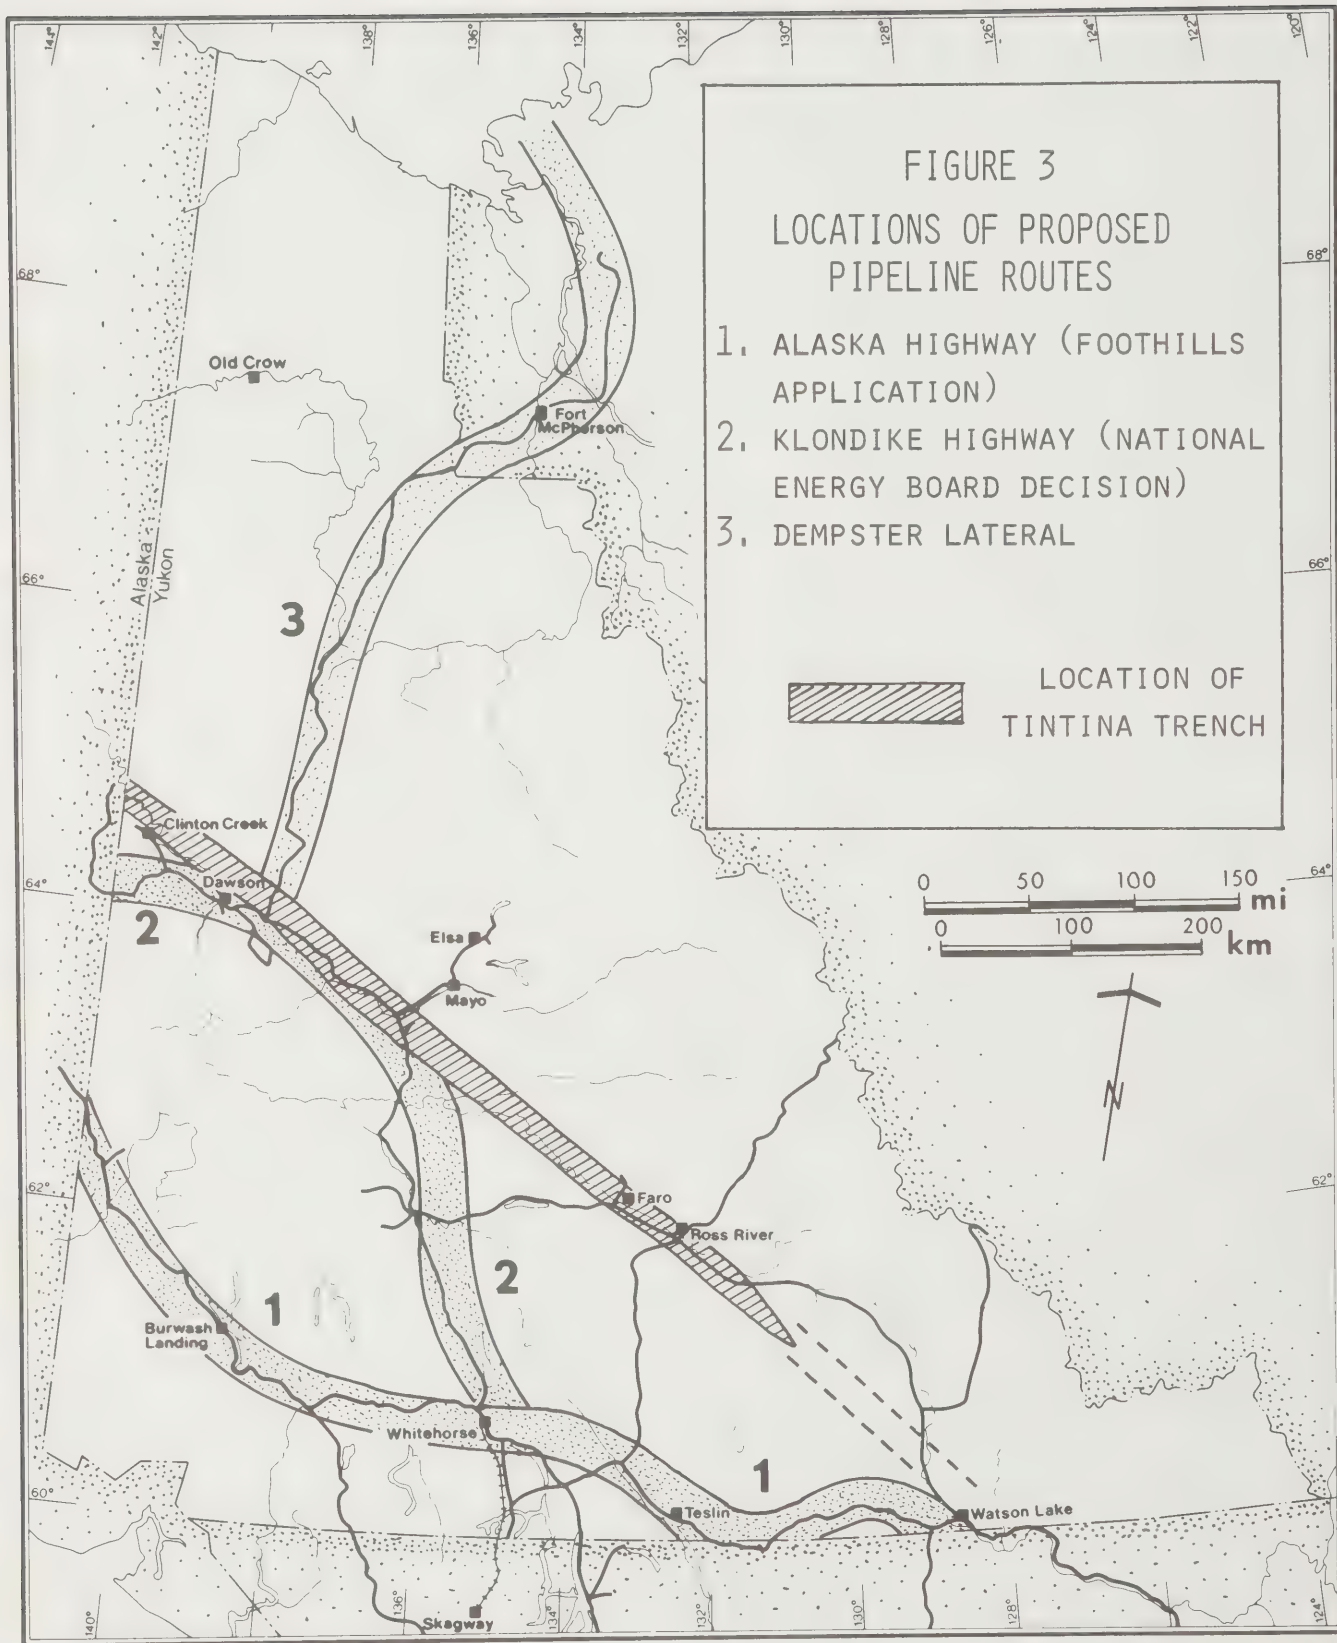 144°
142°
138°
136°
134°
132°
130°
128°
126°
124°
122°
120°
FIGURE 3
LOCATIONS OF PROPOSED
PIPELINE ROUTES
1. ALASKA HIGHWAY (FOOTHILLS
APPLICATION)
2. KLONDIKE HIGHWAY (NATIONAL
ENERGY BOARD DECISION)
3. DEMPSTER LATERAL
LOCATION OF
TINTINA TRENCH
68°
68°
Old Crow
Fort
McPherson
Alaska
Yukon
66°
66°
3
Clinton Creek
Dawson
64°
64°
2
Elsa
Mayo
0 50 100 150
mi
0 100 200
km
N
62°
62°
Faro
Ross River
2
1
Burwash
Landing
Whitehorse
1
60°
Teslin
Watson Lake
Skagway
140°
136°
134°
132°
130°
128°
124°